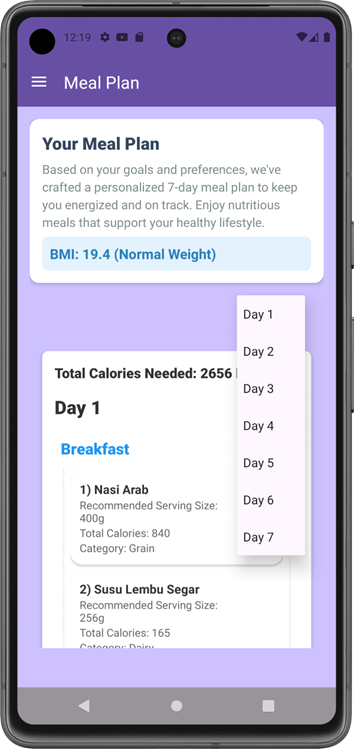 12:19
Meal Plan
Your Meal Plan
Based on your goals and preferences, we've
crafted a personalized 7-day meal plan to keep
you energized and on track. Enjoy nutritious
meals that support your healthy lifestyle.
BMI: 19.4 (Normal Weight)
Total Calories Needed: 2656
Day 1
Breakfast
1) Nasi Arab
Recommended Serving Size:
400g
Total Calories: 840
Category: Grain
2) Susu Lembu Segar
Recommended Serving Size:
256g
Total Calories: 165
Category: Dairy
Day 1
Day 2
Day 3
Day 4
Day 5
Day 6
Day 7